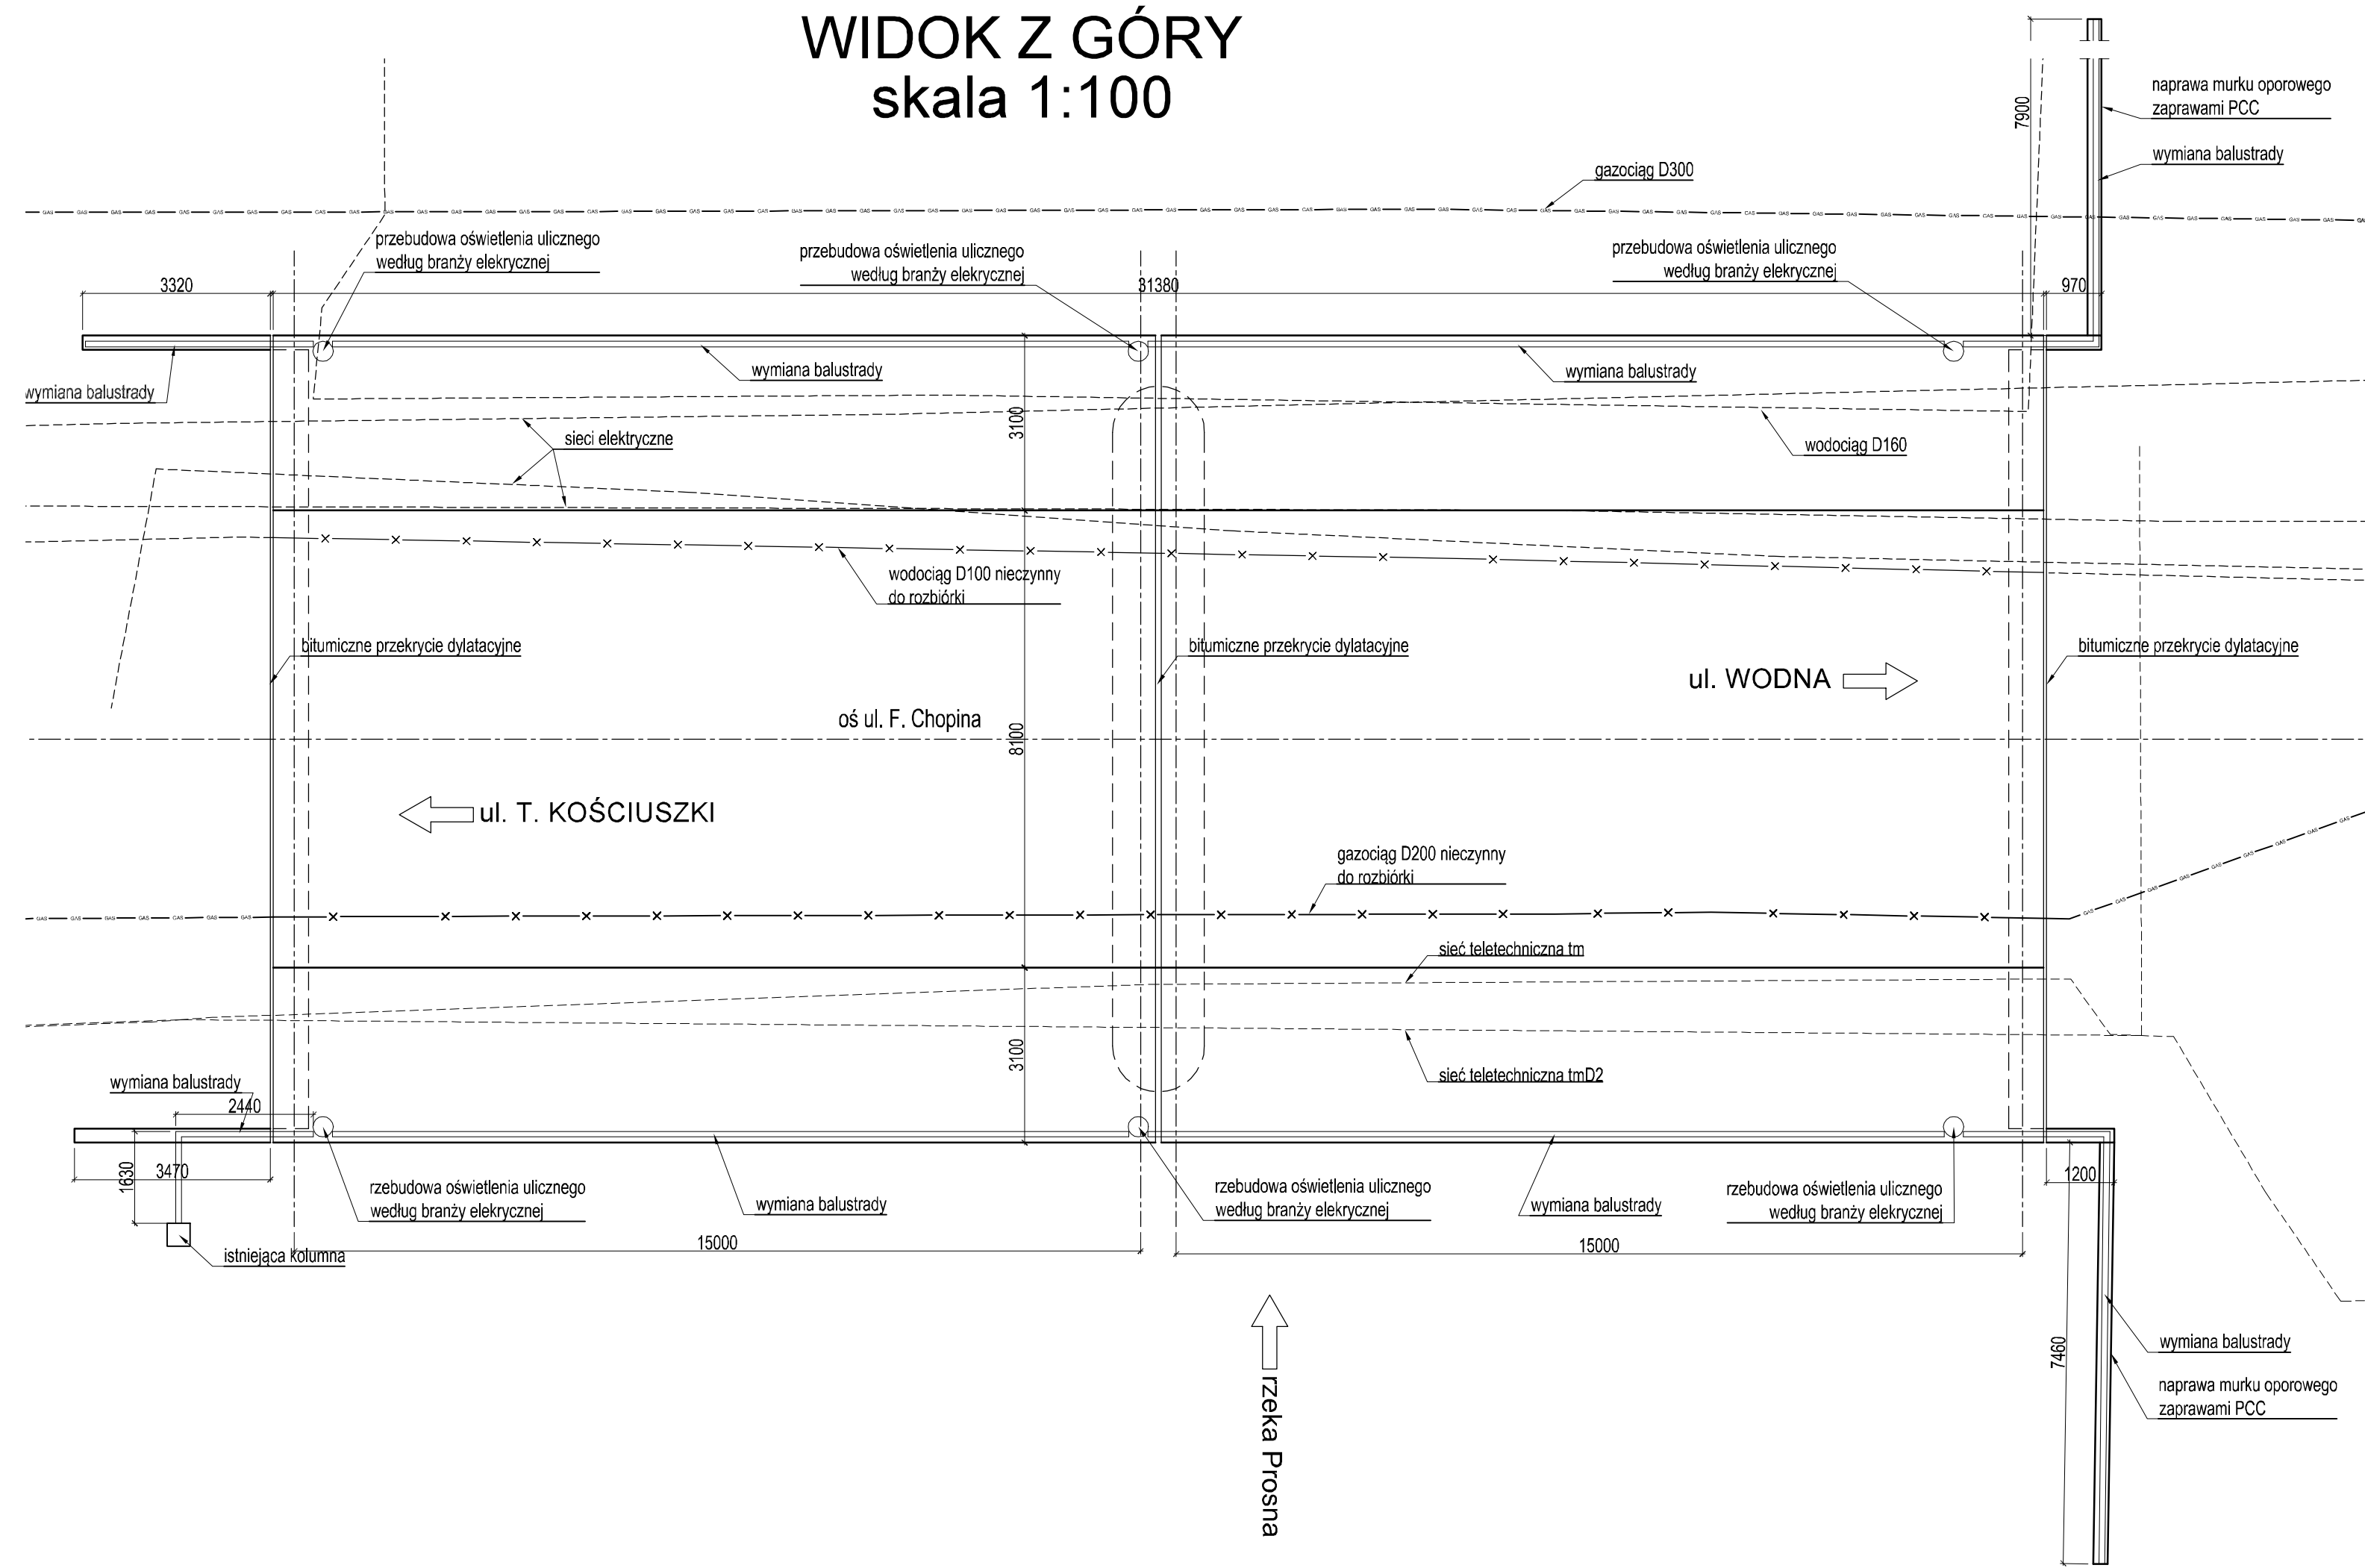 WIDOK Z GÓRY
skala 1:100
7900
naprawa murku oporowego
zaprawami PCC
wymiana balustrady
gazociąg D300
GAS
przebudowa oświetlenia ulicznego
według branży elekrycznej
przebudowa oświetlenia ulicznego
według branży elekrycznej
przebudowa oświetlenia ulicznego
według branży elekrycznej
3320
31380
970
wymiana balustrady
wymiana balustrady
wymiana balustrady
3100
sieci elektryczne
wodociąg D160
wodociąg D100 nieczynny
do rozbiórki
bitumiczne przekrycie dylatacyjne
bitumiczne przekrycie dylatacyjne
bitumiczne przekrycie dylatacyjne
ul. WODNA
oś ul. F. Chopina
8100
ul. T. KOŚCIUSZKI
gazociąg D200 nieczynny
do rozbiórki
GAS
sieć teletechniczna tm
3100
sieć teletechniczna tmD2
wymiana balustrady
2440
1630
3470
1200
rzebudowa oświetlenia ulicznego
według branży elekrycznej
wymiana balustrady
rzebudowa oświetlenia ulicznego
według branży elekrycznej
wymiana balustrady
rzebudowa oświetlenia ulicznego
według branży elekrycznej
istniejąca kolumna
15000
15000
7460
wymiana balustrady
naprawa murku oporowego
zaprawami PCC
rzeka Prosna